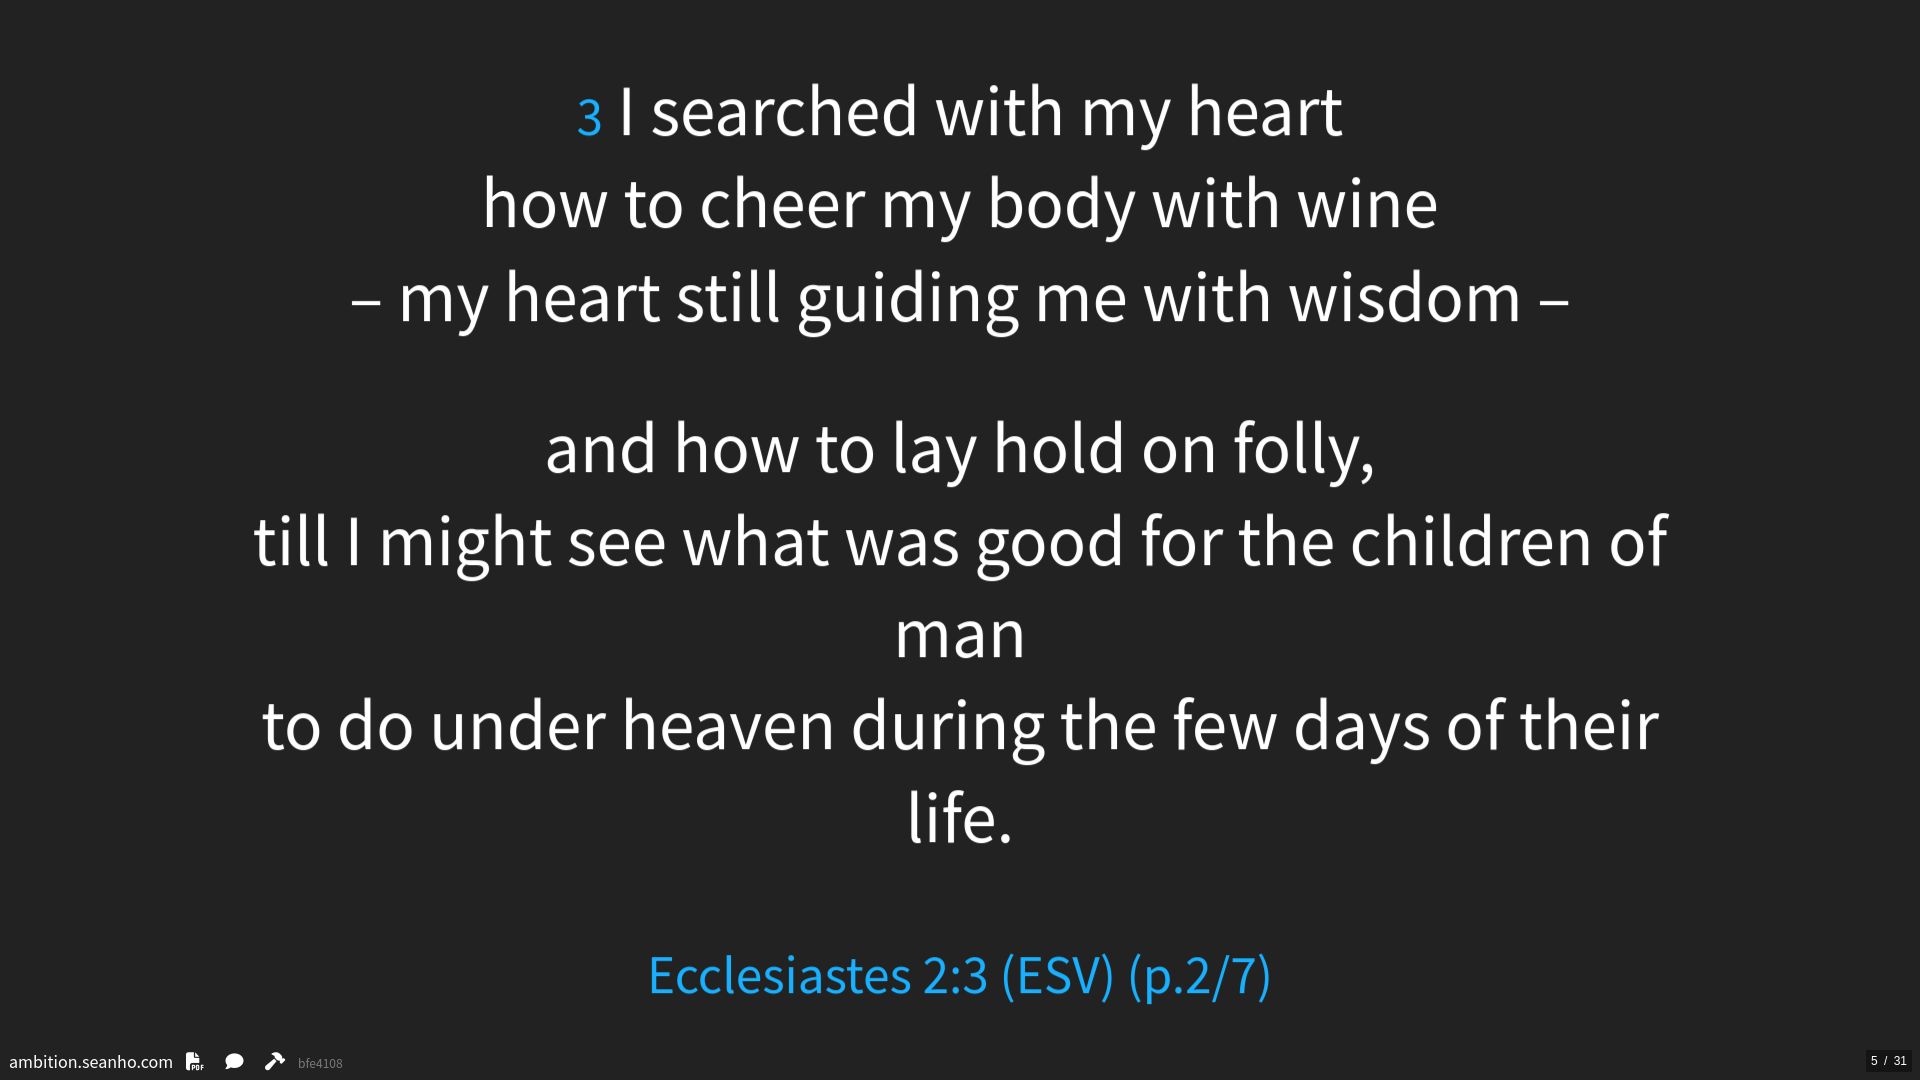 3 I searched with my heart
how to cheer my body with wine
– my heart still guiding me with wisdom –
and how to lay hold on folly,
till I might see what was good for the children of
man
to do under heaven during the few days of their
life.
Ecclesiastes 2:3 (ESV) (p.2/7)
ambition.seanho.com PDF bfe4108
5 / 31